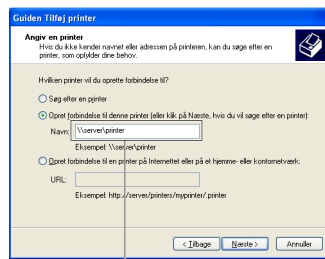 Guiden Tilføj printer
Angiv en printer
Hvis du ikke kender navnet eller adressen på printeren, kan du søge efter en
printer, som opfylder dine behov.
Hvilken printer vil du oprette forbindelse til?
Søg efter en printer
Opret forbindelse til denne printer (eller klik på Næste, hvis du vil søge efter en printer):
Navn: \\server\printer
Eksempel: \\server\printer
Opret forbindelse til en printer på Internettet eller på et hjemme- eller kontornetværk:
URL:
Eksempel: http://server/printers/myprinter/.printer
< Tilbage Næste > Annuller